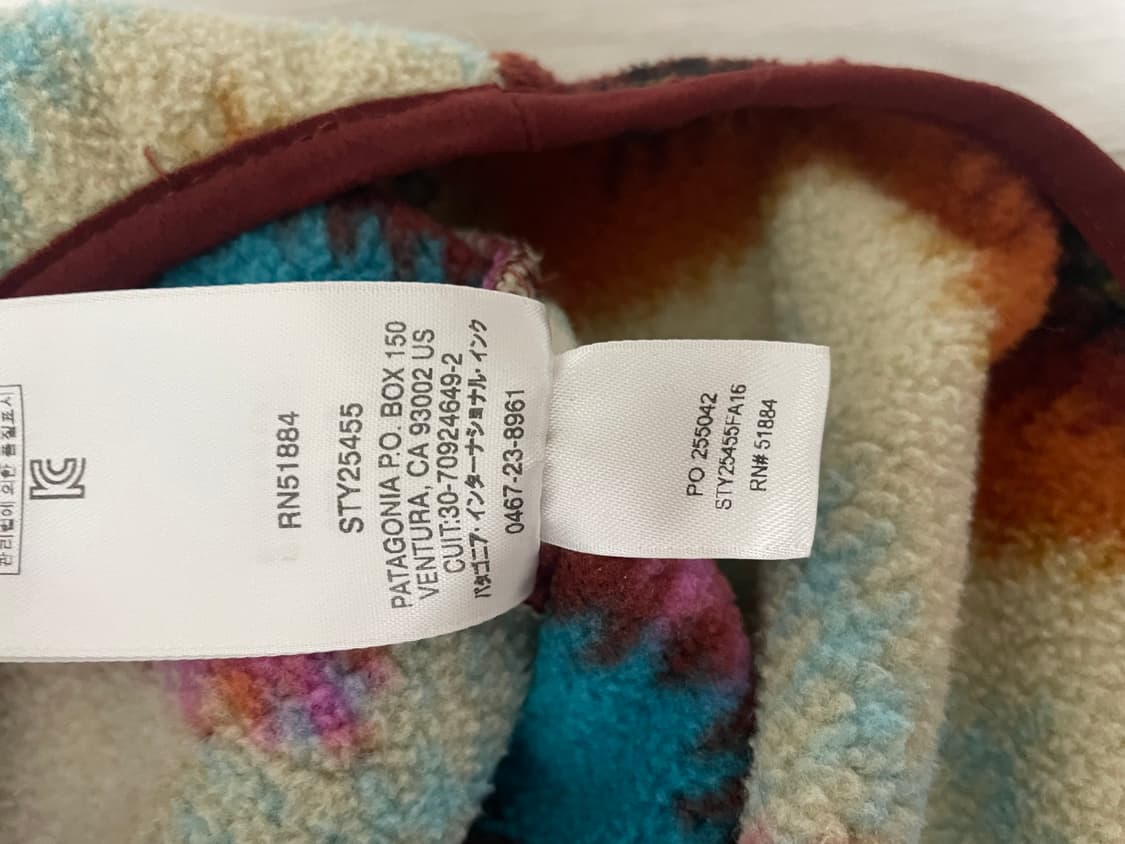 관리법에 의한 품질표시
RN51884
STY25455
PATAGONIA P.O. BOX 150
VENTURA, CA 93002 US
CUIT:30-70924649-2
パタゴニア・インターナショナル・インク
0467-23-8961
PO 255042
STY25455FA16
RN# 51884